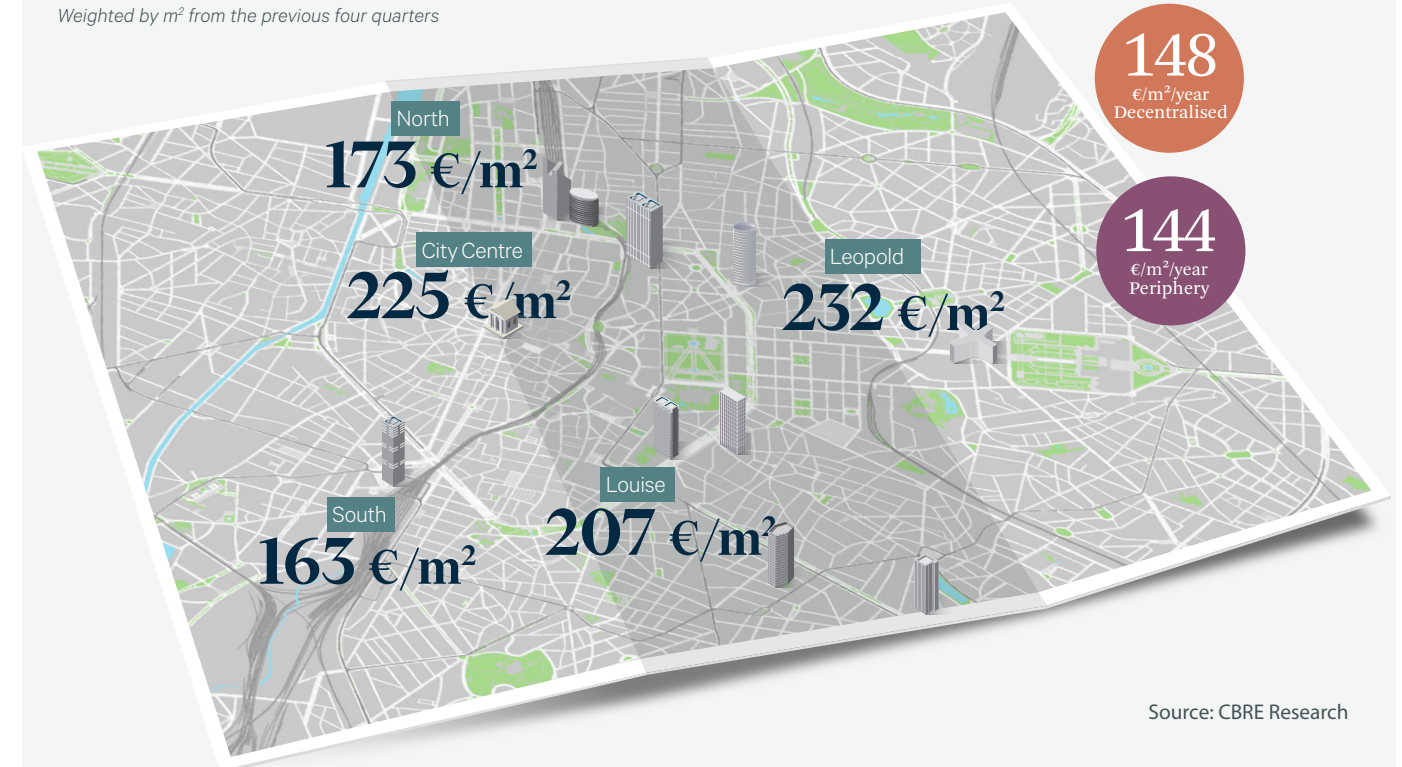 Weighted by m² from the previous four quarters
148
€/m²/year
Decentralised
North
173 €/m²
144
€/m²/year
Periphery
City Centre
225 €/m²
Leopold
232 €/m²
Louise
207 €/m²
South
163 €/m²
Source: CBRE Research